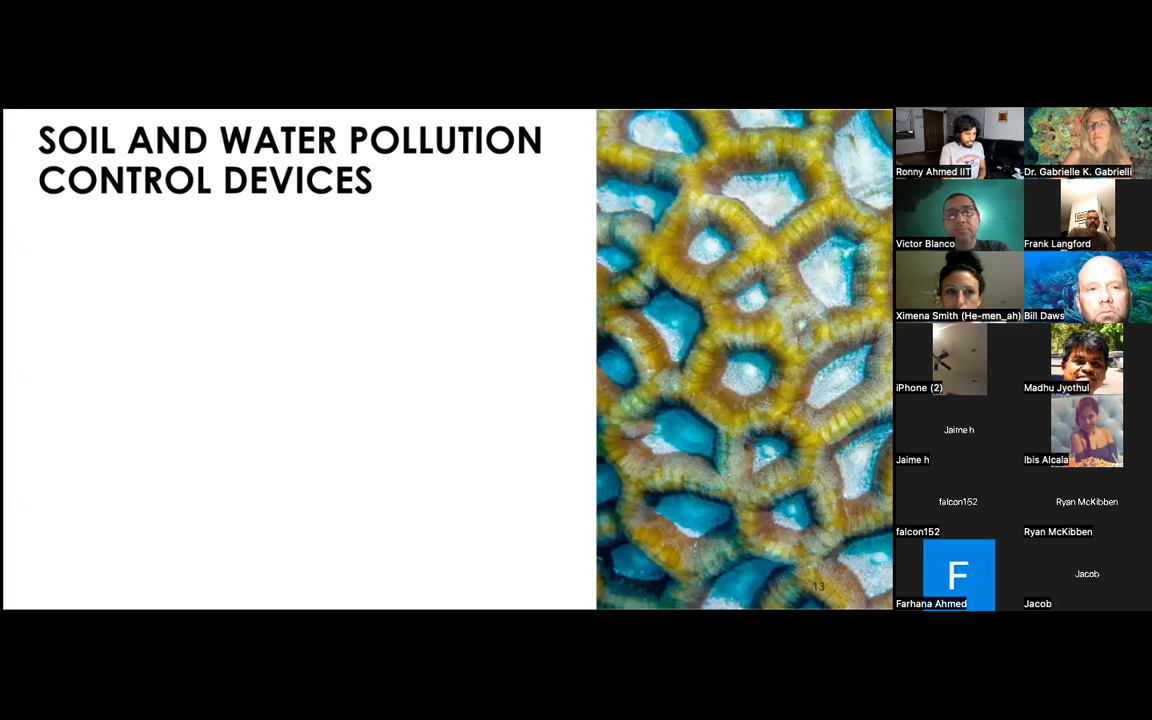 SOIL AND WATER POLLUTION
CONTROL DEVICES
13
Ronny Ahmed IIT
Dr. Gabrielle K. Gabrielli
Victor Blanco
Frank Langford
Ximena Smith (He-men_ah)
Bill Daws
iPhone (2)
Madhu Jyothul
Jaime h
Jaime h
Ibis Alcala
falcon152
Ryan McKibben
falcon152
Ryan McKibben
F
Jacob
Farhana Ahmed
Jacob